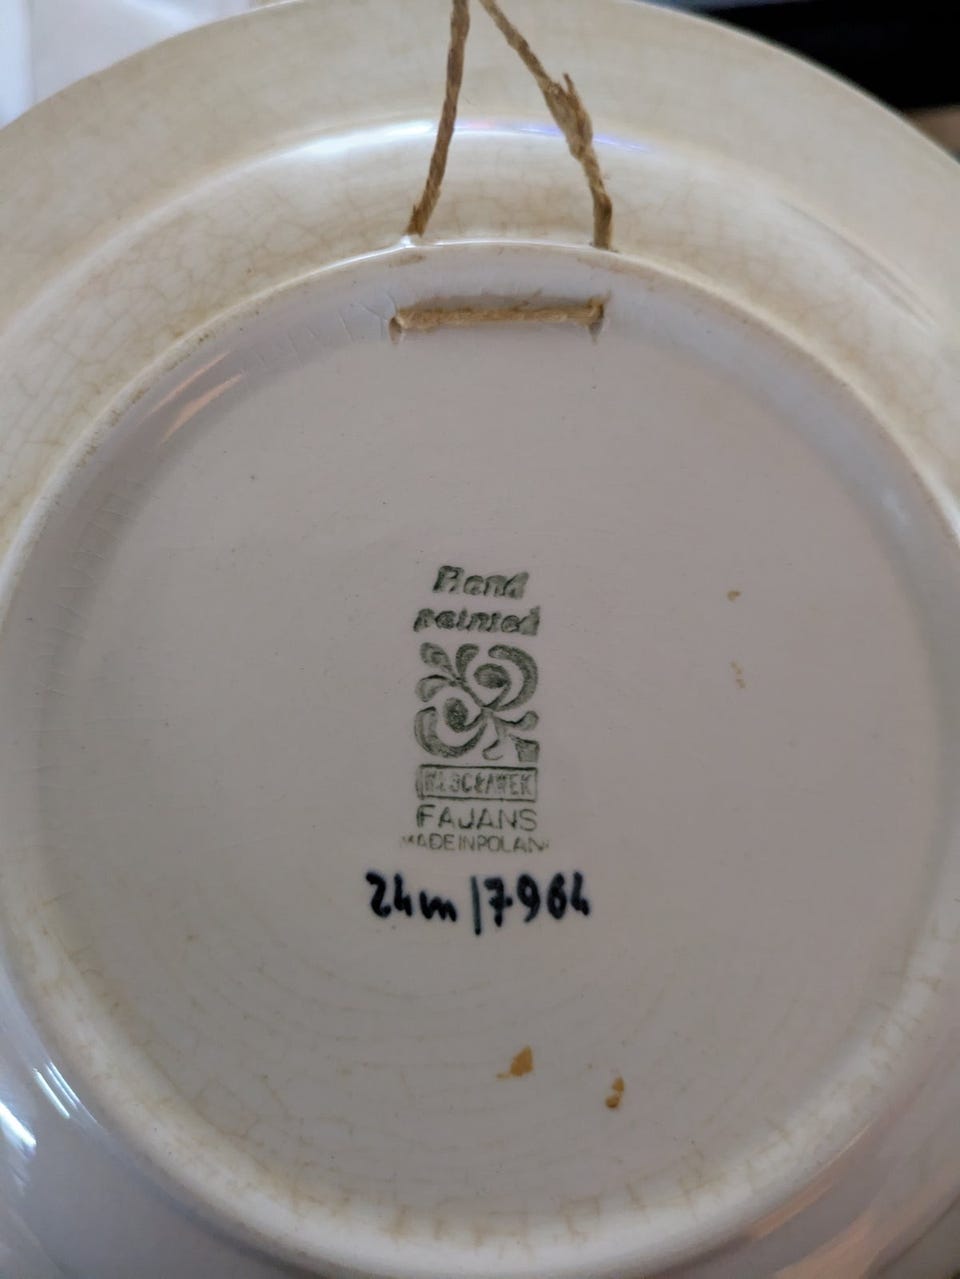 Hand
painted
WŁOCŁAWEK
FAJANS
MADE IN POLAND
24m/7964